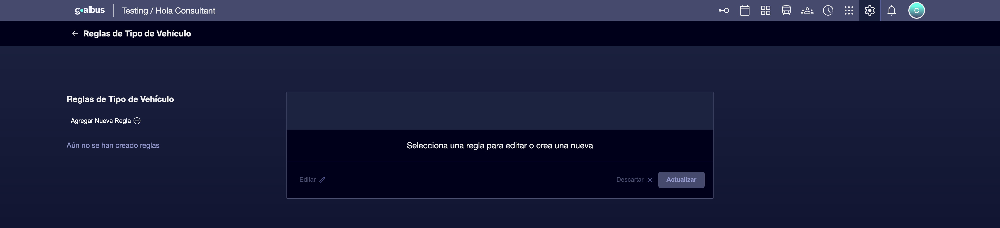 goalbus
Testing / Hola Consultant
C
Reglas de Tipo de Vehículo
Reglas de Tipo de Vehículo
Agregar Nueva Regla
Aún no se han creado reglas
Selecciona una regla para editar o crea una nueva
Editar
Descartar
Actualizar